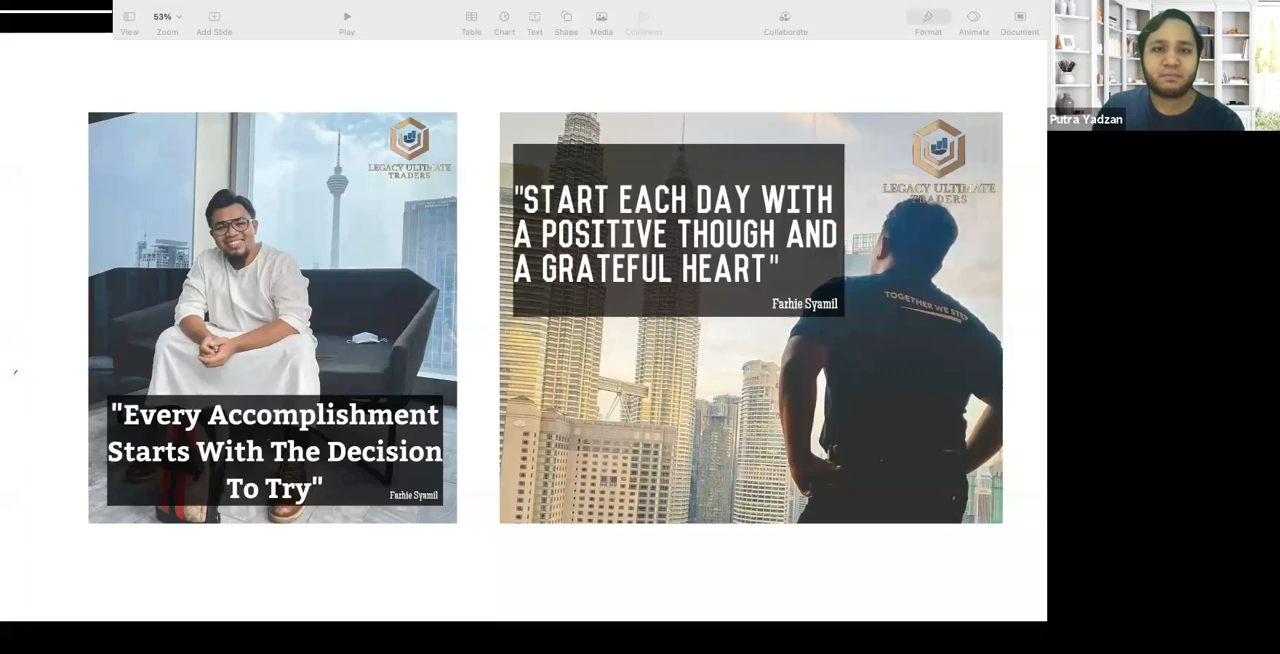 53%
View
Zoom
Add Slide
Play
Table
Chart
Text
Shape
Media
Comment
Collaborate
Format
Animate
Document
Putra Yadzan
LEGACY ULTIMATE
TRADERS
"Every Accomplishment
Starts With The Decision
To Try"
Farhie Syamil
LEGACY ULTIMATE
TRADERS
"START EACH DAY WITH
A POSITIVE THOUGH AND
A GRATEFUL HEART"
Farhie Syamil
TOGETHER WE STEP